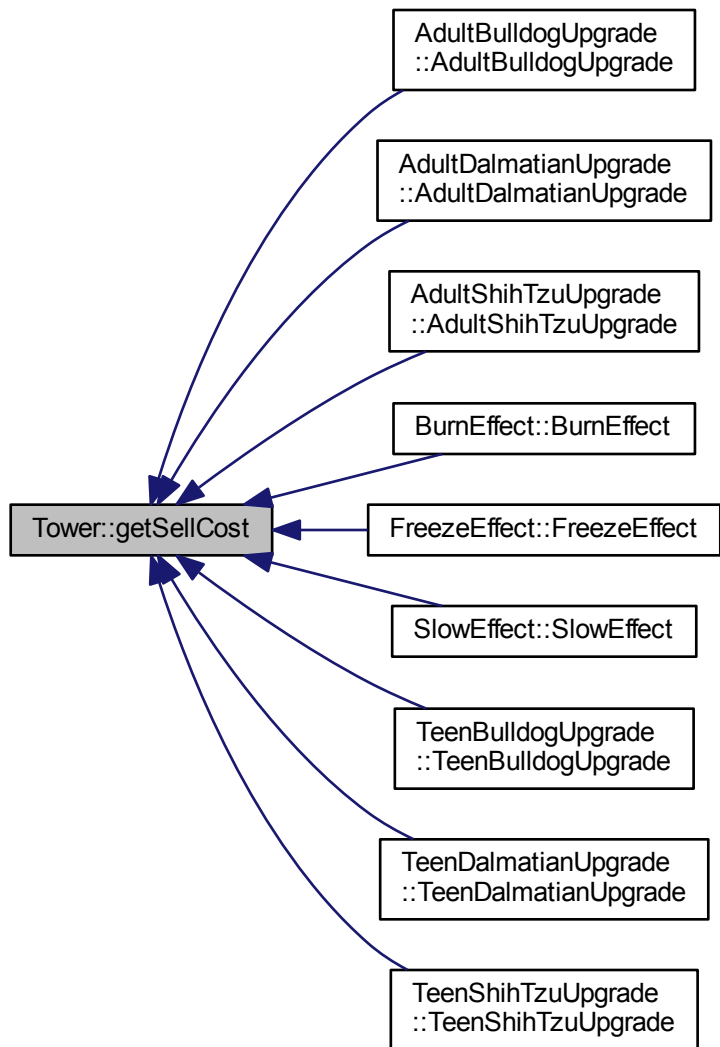 AdultBulldogUpgrade
::AdultBulldogUpgrade
AdultDalmatianUpgrade
::AdultDalmatianUpgrade
AdultShihTzuUpgrade
::AdultShihTzuUpgrade
BurnEffect::BurnEffect
Tower::getSellCost
FreezeEffect::FreezeEffect
SlowEffect::SlowEffect
TeenBulldogUpgrade
::TeenBulldogUpgrade
TeenDalmatianUpgrade
::TeenDalmatianUpgrade
TeenShihTzuUpgrade
::TeenShihTzuUpgrade